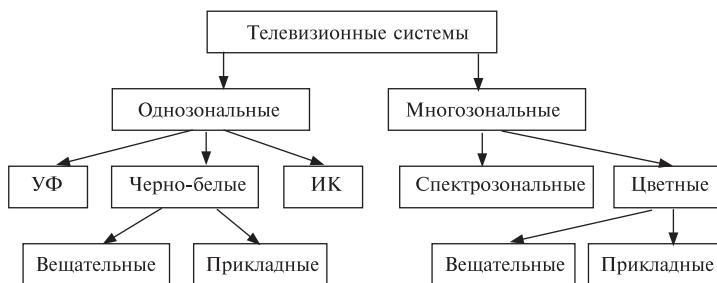 Телевизионные системы
Однозональные
Многозональные
УФ
Черно-белые
ИК
Спектрозональные
Цветные
Вещательные
Прикладные
Вещательные
Прикладные